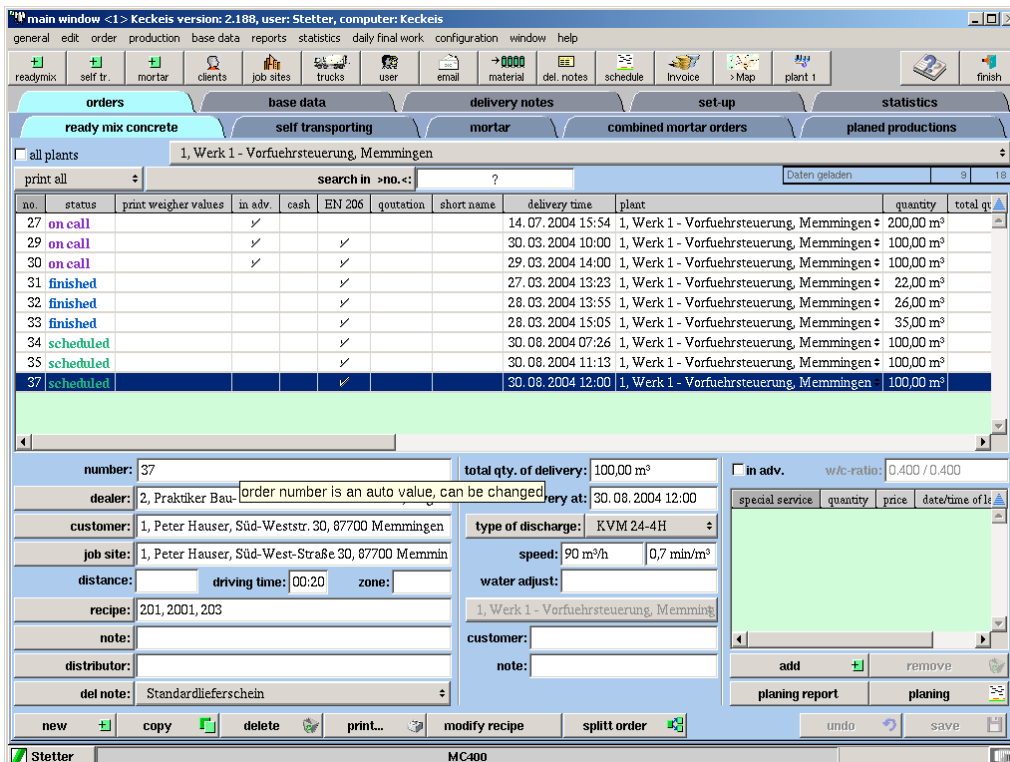 main window <1> Keckeis version: 2.188, user: Stetter, computer: Keckeis
general edit order production base data reports statistics daily final work configuration window help
readymix self tr. mortar clients job sites trucks user email material del. notes schedule Invoice >Map plant 1 finish
orders base data delivery notes set-up statistics
ready mix concrete self transporting mortar combined mortar orders planed productions
all plants 1, Werk 1 - Vorfuehrsteuerung, Memmingen
print all search in >no.<: ? Daten geladen 9 18
no. status print weigher values in adv. cash EN 206 qoutation short name delivery time plant quantity total qu
27 on call 14.07.2004 15:54 1, Werk 1 - Vorfuehrsteuerung, Memmingen 200,00 m³
29 on call 30.03.2004 10:00 1, Werk 1 - Vorfuehrsteuerung, Memmingen 100,00 m³
30 on call 29.03.2004 14:00 1, Werk 1 - Vorfuehrsteuerung, Memmingen 100,00 m³
31 finished 27.03.2004 13:23 1, Werk 1 - Vorfuehrsteuerung, Memmingen 22,00 m³
32 finished 28.03.2004 13:55 1, Werk 1 - Vorfuehrsteuerung, Memmingen 26,00 m³
33 finished 28.03.2004 15:05 1, Werk 1 - Vorfuehrsteuerung, Memmingen 35,00 m³
34 scheduled 30.08.2004 07:26 1, Werk 1 - Vorfuehrsteuerung, Memmingen 100,00 m³
35 scheduled 30.08.2004 11:13 1, Werk 1 - Vorfuehrsteuerung, Memmingen 100,00 m³
37 scheduled 30.08.2004 12:00 1, Werk 1 - Vorfuehrsteuerung, Memmingen 100,00 m³
number: 37 total qty. of delivery: 100,00 m³ in adv. w/c-ratio: 0.400 / 0.400
order number is an auto value, can be changed
dealer: 2, Praktiker Bau- very at: 30.08.2004 12:00 special service quantity price date/time of la
customer: 1, Peter Hauser, Süd-Weststr. 30, 87700 Memmingen type of discharge: KVM 24-4H
job site: 1, Peter Hauser, Süd-West-Straße 30, 87700 Memmin speed: 90 m³/h 0,7 min/m³
distance: driving time: 00:20 zone: water adjust:
recipe: 201, 2001, 203 1, Werk 1 - Vorfuehrsteuerung, Memming
note: customer:
distributor: note: add remove
del note: Standardlieferschein planing report planing
new copy delete print... modify recipe splitt order undo save
Stetter MC400